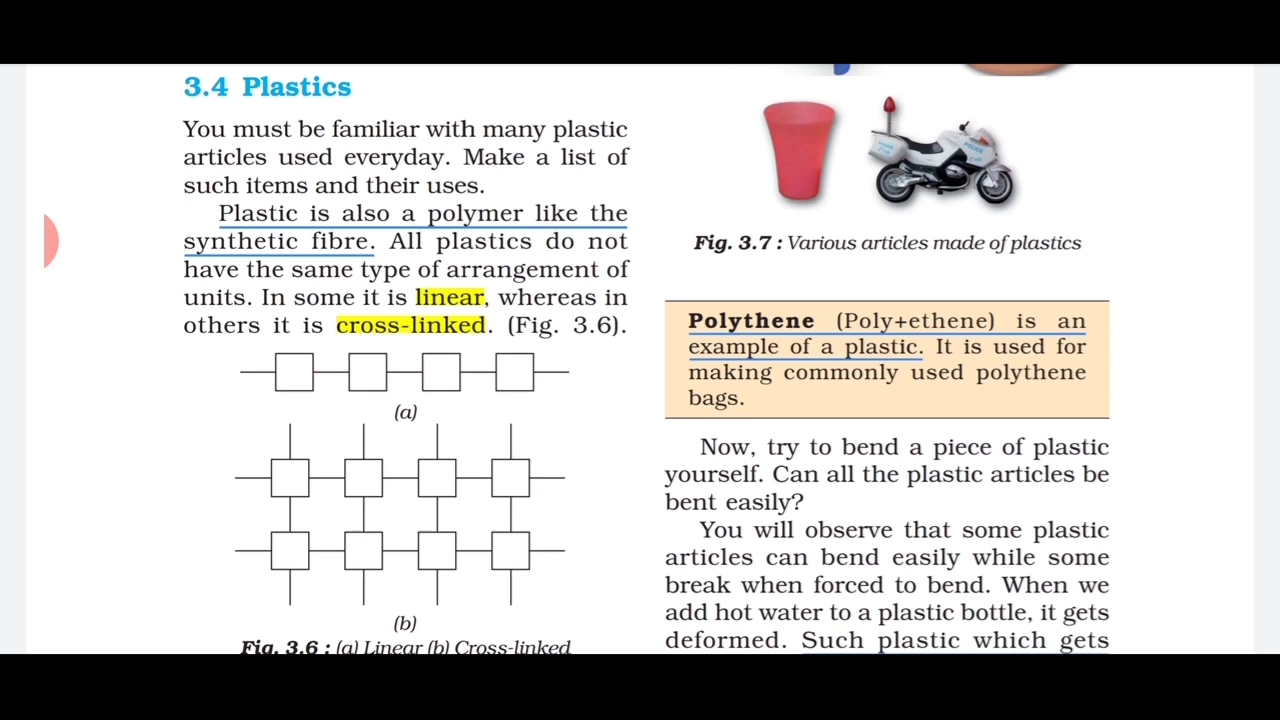 3.4 Plastics
You must be familiar with many plastic
articles used everyday. Make a list of
such items and their uses.
Plastic is also a polymer like the
synthetic fibre. All plastics do not
have the same type of arrangement of
units. In some it is linear, whereas in
others it is cross-linked. (Fig. 3.6).
(a)
(b)
Fig. 3.6 : (a) Linear (b) Cross-linked
POLICE
Fig. 3.7 : Various articles made of plastics
Polythene (Poly+ethene) is an
example of a plastic. It is used for
making commonly used polythene
bags.
Now, try to bend a piece of plastic
yourself. Can all the plastic articles be
bent easily?
You will observe that some plastic
articles can bend easily while some
break when forced to bend. When we
add hot water to a plastic bottle, it gets
deformed. Such plastic which gets